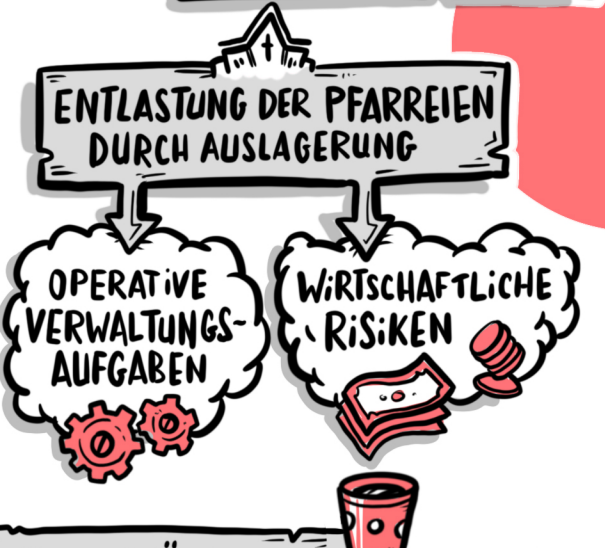 ENTLASTUNG DER PFARREIEN
DURCH AUSLAGERUNG
OPERATiVE
VERWALTUNGS-
AUFGABEN
WiRTSCHAFTLiCHE
RiSiKEN